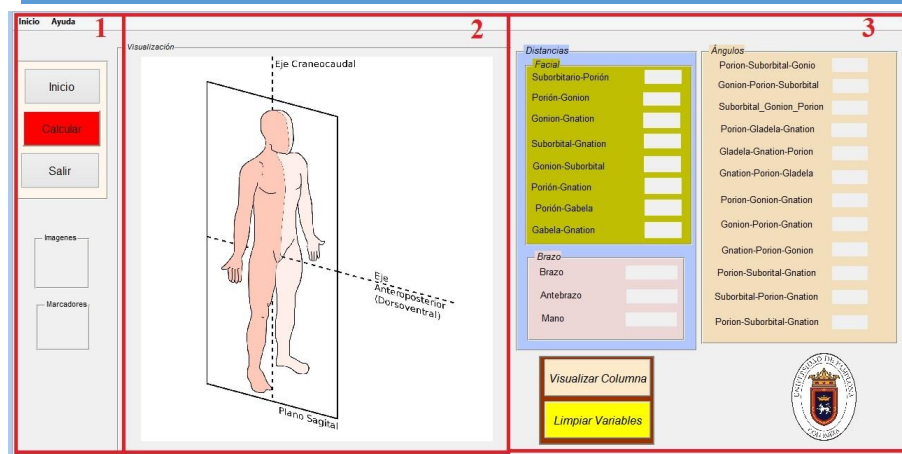 Inicio Ayuda
1
Inicio
Calcular
Salir
Imagenes
Marcadores
2
Visualización
Eje Craneocaudal
Eje
Anteroposterior
(Dorsoventral)
Plano Sagital
3
Distancias
Facial
Suborbitario-Porión
Porión-Gonion
Gonion-Gnation
Suborbital-Gnation
Gonion-Suborbital
Porión-Gnation
Porión-Gabela
Gabela-Gnation
Brazo
Brazo
Antebrazo
Mano
Ángulos
Porion-Suborbital-Gonio
Gonion-Porion-Suborbital
Suborbital_Gonion_Porion
Porion-Gladela-Gnation
Gladela-Gnation-Porion
Gnation-Porion-Gladela
Porion-Gonion-Gnation
Gonion-Porion-Gnation
Gnation-Porion-Gonion
Porion-Suborital-Gnation
Suborbital-Porion-Gnation
Porion-Suborbital-Gnation
Visualizar Columna
Limpiar Variables
UNIVERSIDAD DE PAMPLONA
COLOMBIA